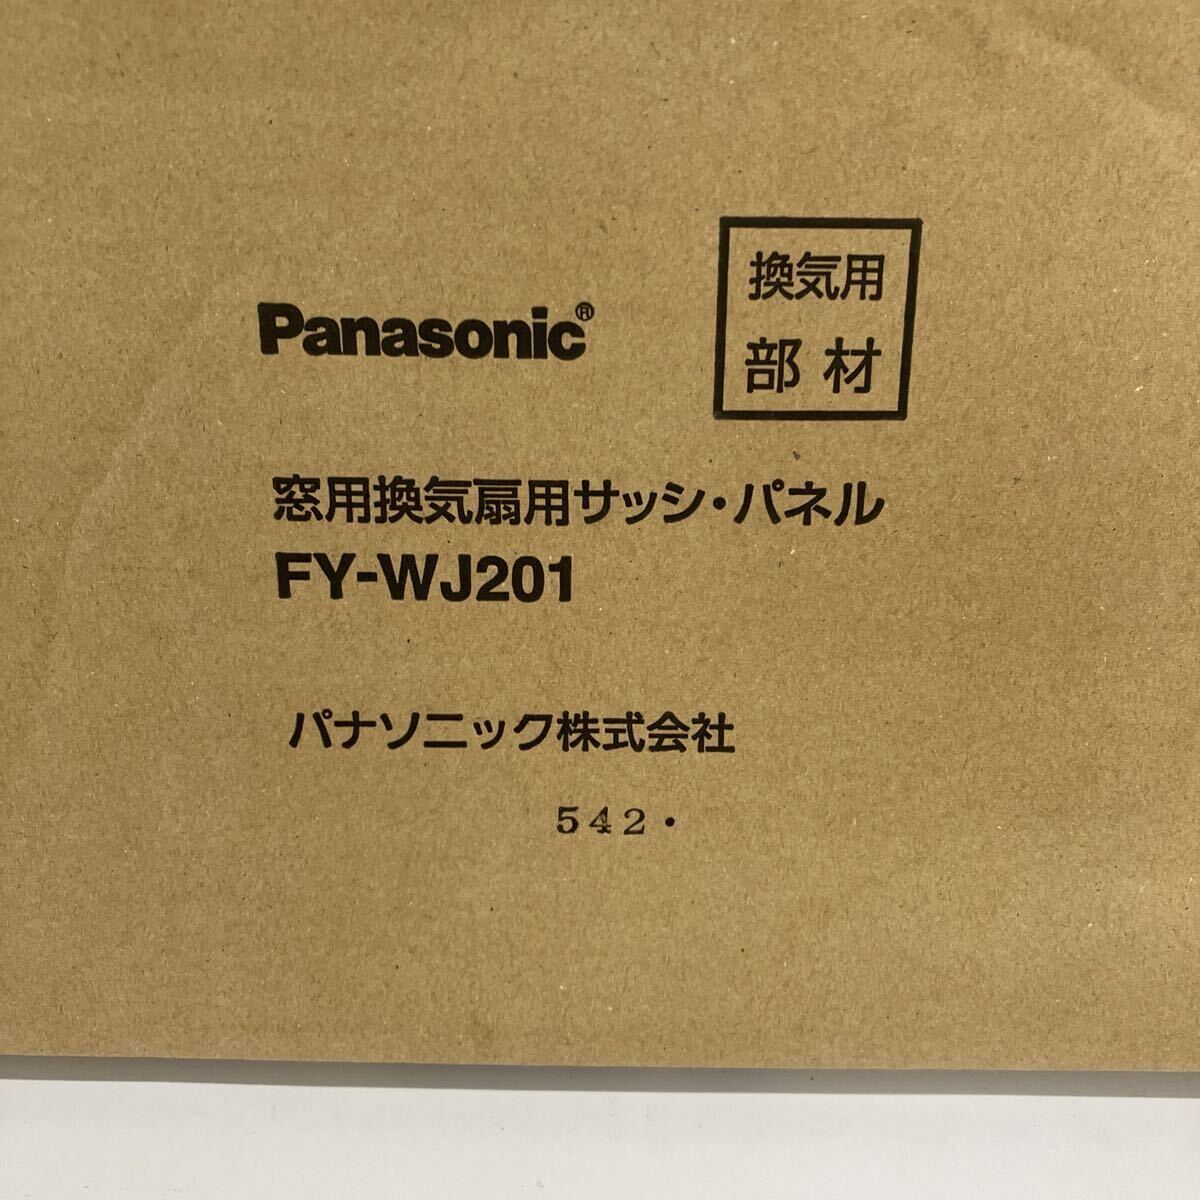 Panasonic®
換気用
部材
窓用換気扇用サッシ・パネル
FY-WJ201
パナソニック株式会社
542・